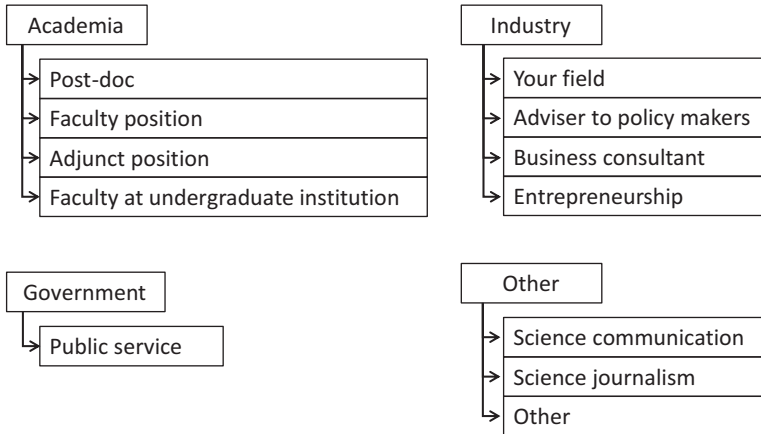 Academia
Post-doc
Faculty position
Adjunct position
Faculty at undergraduate institution
Industry
Your field
Adviser to policy makers
Business consultant
Entrepreneurship
Government
Public service
Other
Science communication
Science journalism
Other